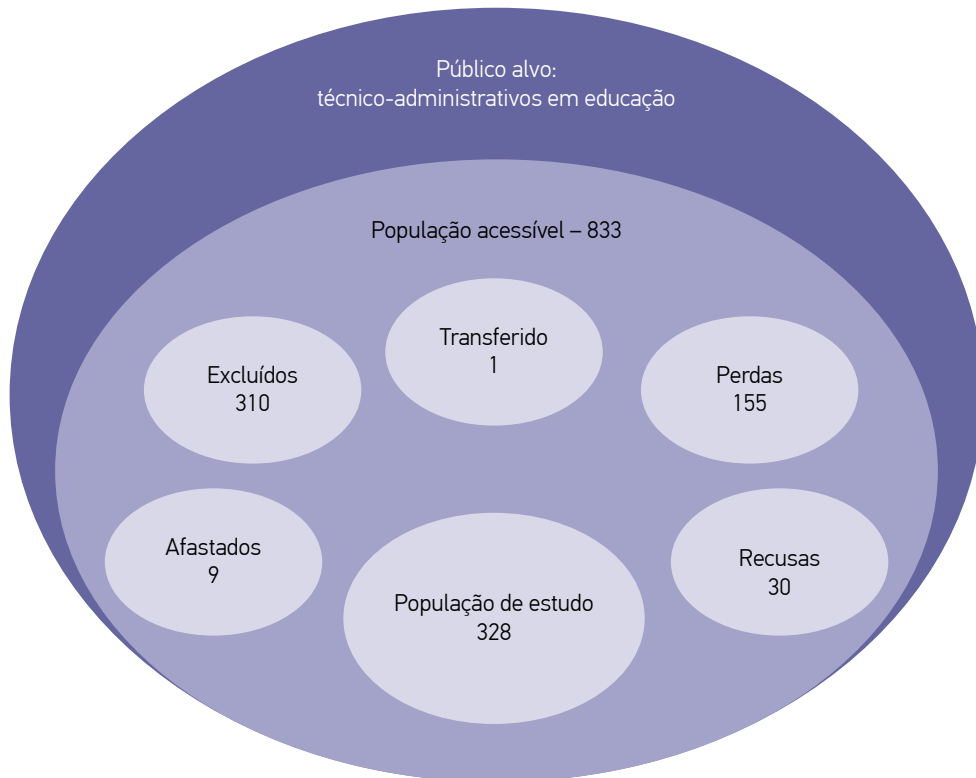 Público alvo:
técnico-administrativos em educação
População acessível – 833
Transferido
1
Excluídos
310
Perdas
155
Afastados
9
População de estudo
328
Recusas
30